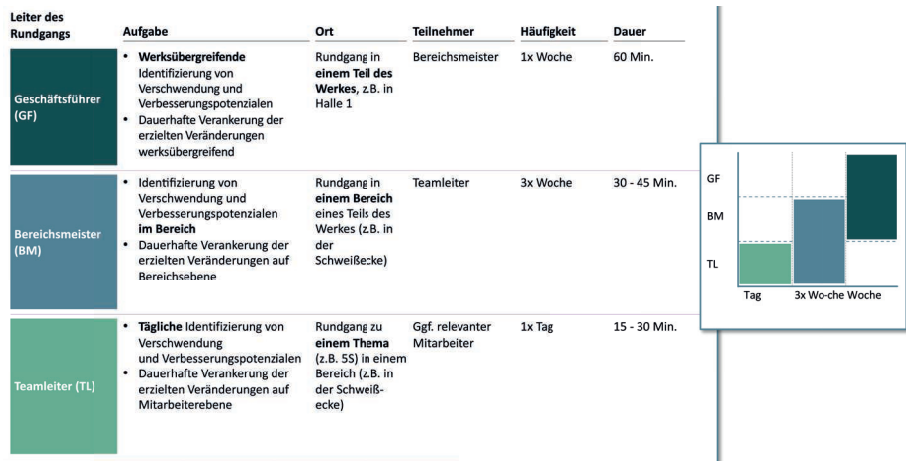 Leiter des
Rundgangs
Aufgabe
Ort
Teilnehmer
Häufigkeit
Dauer
Geschäftsführer
(GF)
• Werksübergreifende
Identifizierung von
Verschwendung und
Verbesserungspotenzialen
• Dauerhafte Verankerung der
erzielten Veränderungen
werksübergreifend
Rundgang in
einem Teil des
Werkes, z.B. in
Halle 1
Bereichsmeister
1x Woche
60 Min.
Bereichsmeister
(BM)
• Identifizierung von
Verschwendung und
Verbesserungspotenzialen
im Bereich
• Dauerhafte Verankerung der
erzielten Veränderungen auf
Bereichsebene
Rundgang in
einem Bereich
eines Teils des
Werkes (z.B. in
der
Schweißecke)
Teamleiter
3x Woche
30 - 45 Min.
Teamleiter (TL)
• Tägliche Identifizierung von
Verschwendung
und Verbesserungspotenzialen
• Dauerhafte Verankerung der
erzielten Veränderungen auf
Mitarbeiterebene
Rundgang zu
einem Thema
(z.B. 5S) in einem
Bereich (z.B. in
der Schweiß-
ecke)
Ggf. relevanter
Mitarbeiter
1x Tag
15 - 30 Min.
GF
BM
TL
Tag 3x Wo-che Woche